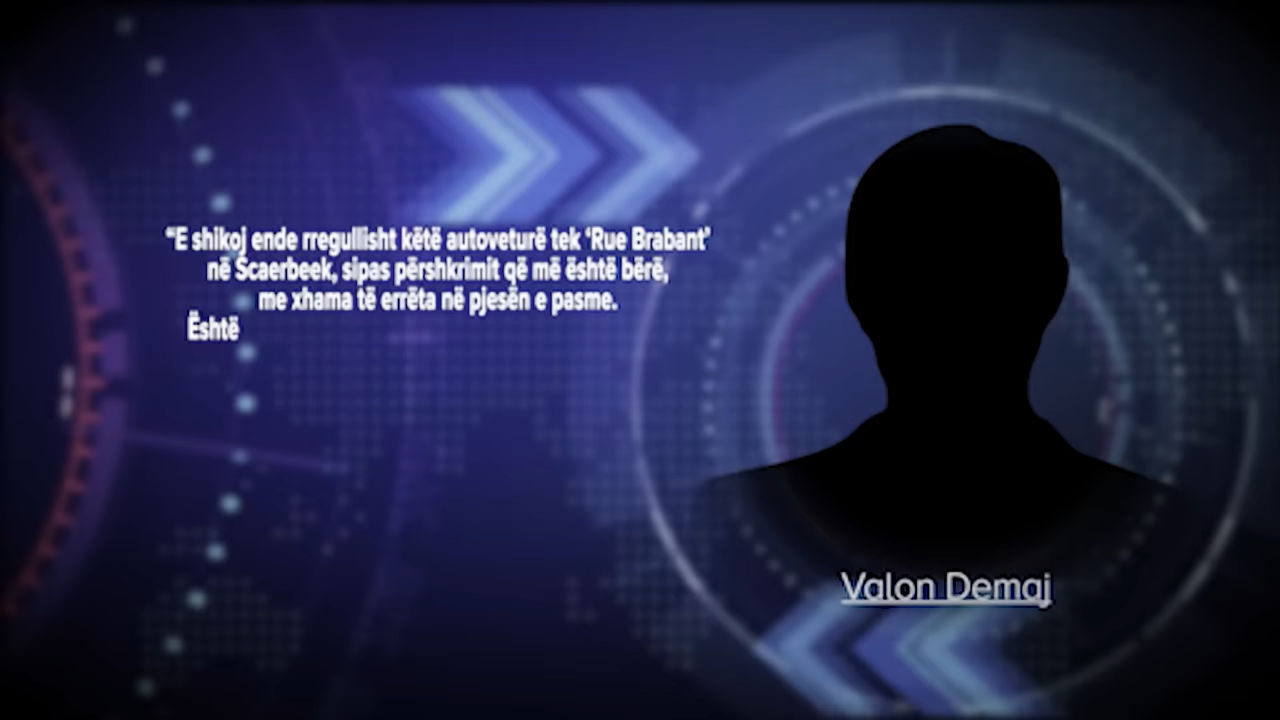 “E shikoj ende rregullisht këtë autoveturë tek ‘Rue Brabant’
në Scaerbeek, sipas përshkrimit që më është bërë,
me xhama të errëta në pjesën e pasme.
Është
Valon Demaj